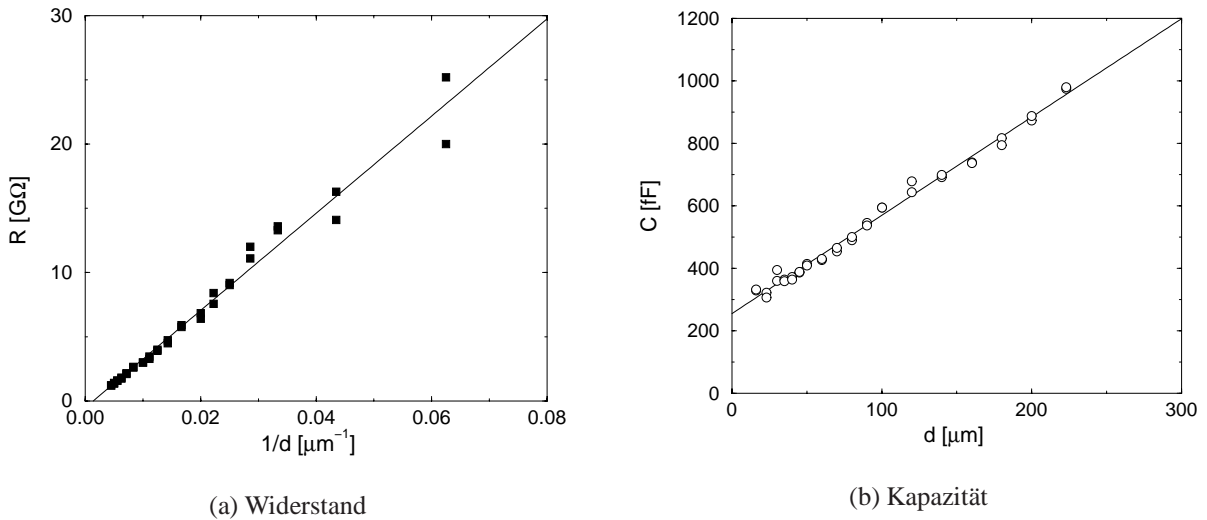 30
20
10
0
R [GΩ]
0.00 0.02 0.04 0.06 0.08
1/d [μm⁻¹]
(a) Widerstand
1200
1000
800
600
400
200
0
C [fF]
0 100 200 300
d [μm]
(b) Kapazität